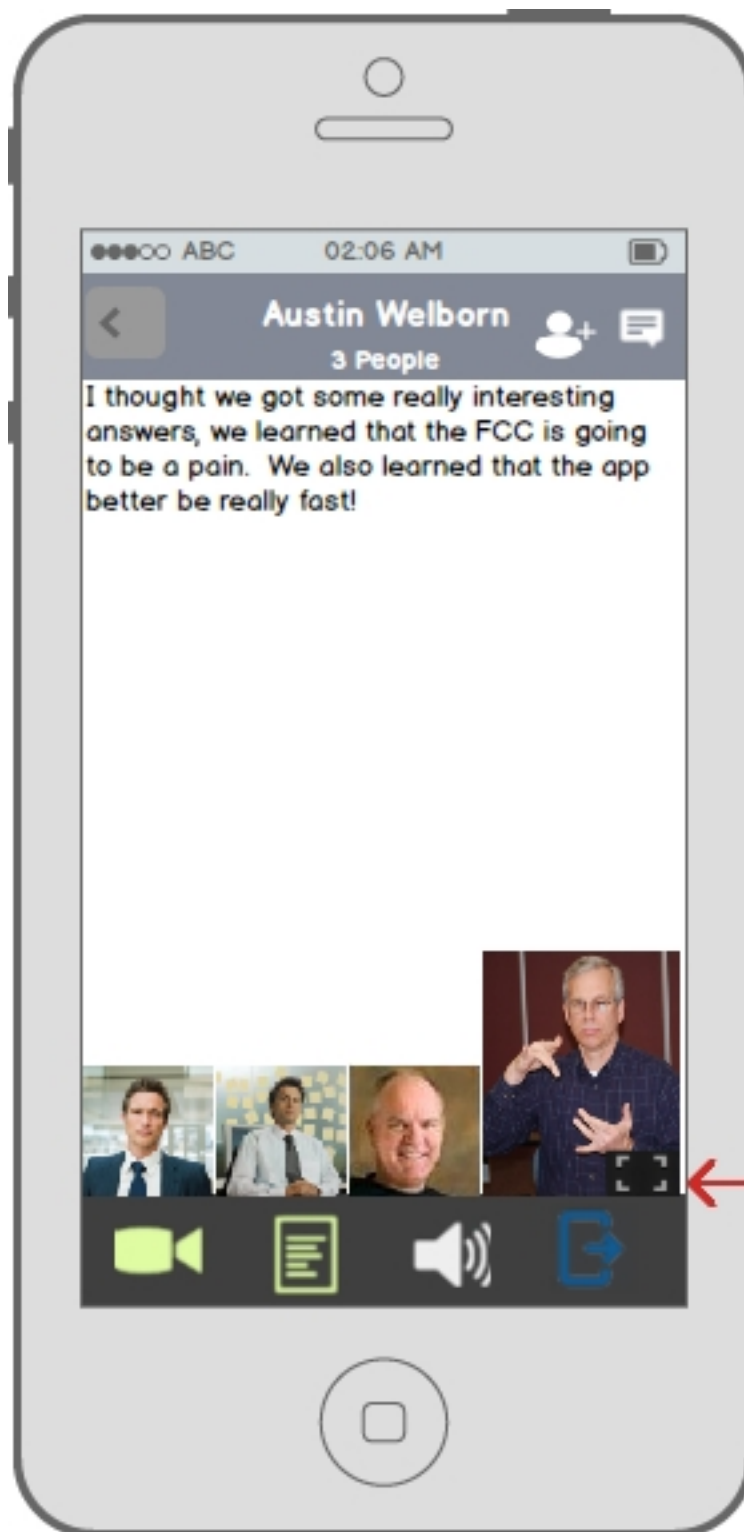 ABC 02:06 AM
Austin Welborn
3 People
I thought we got some really interesting
answers, we learned that the FCC is going
to be a pain.  We also learned that the app
better be really fast!